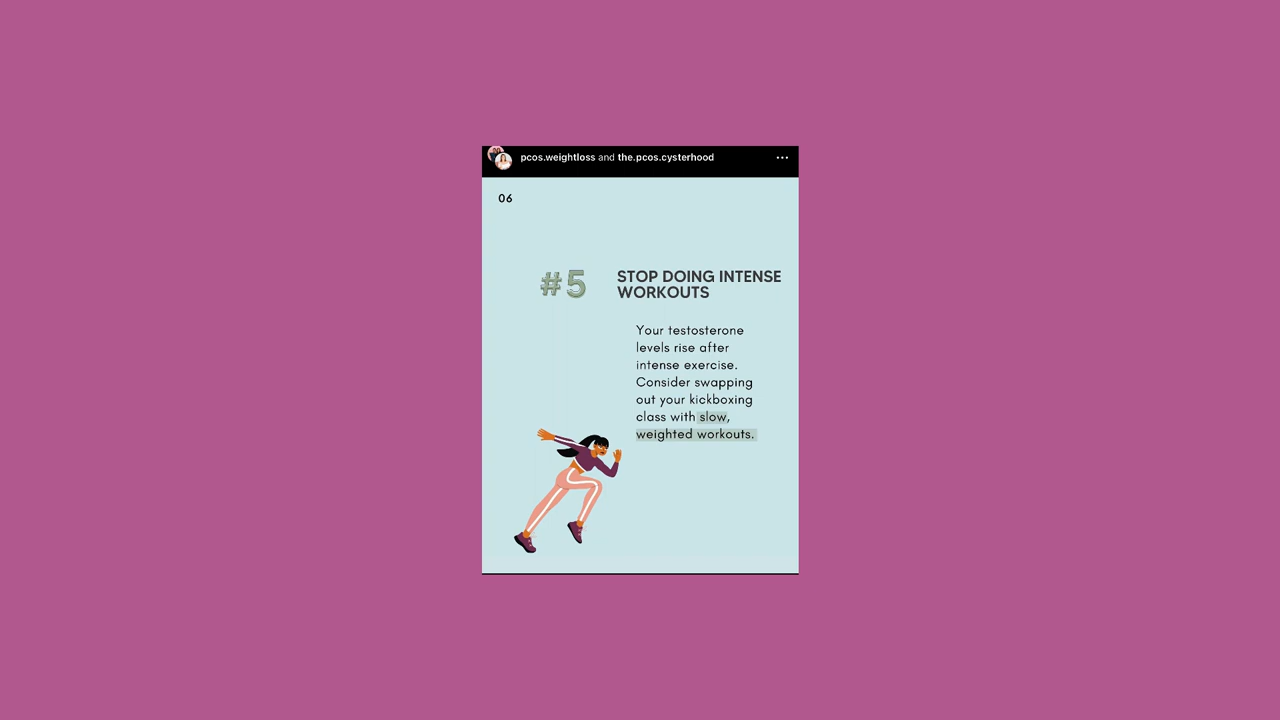 pcos.weightloss and the.pcos.cysterhood
06
#5
STOP DOING INTENSE
WORKOUTS
Your testosterone
levels rise after
intense exercise.
Consider swapping
out your kickboxing
class with slow,
weighted workouts.